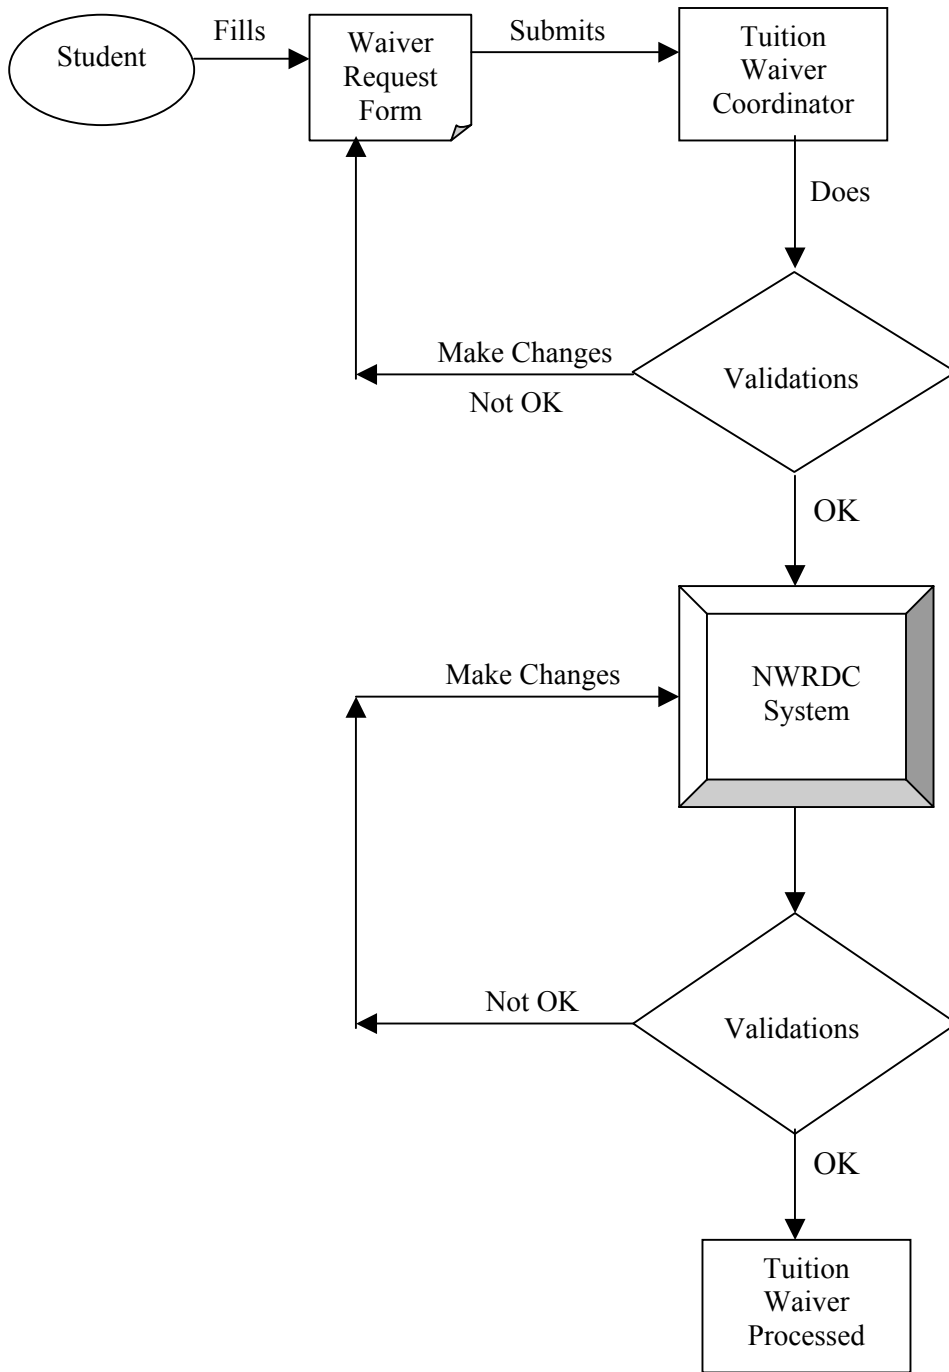 Student
Fills
Waiver
Request
Form
Submits
Tuition
Waiver
Coordinator
Does
Make Changes
Not OK
Validations
OK
Make Changes
NWRDC
System
Not OK
Validations
OK
Tuition
Waiver
Processed